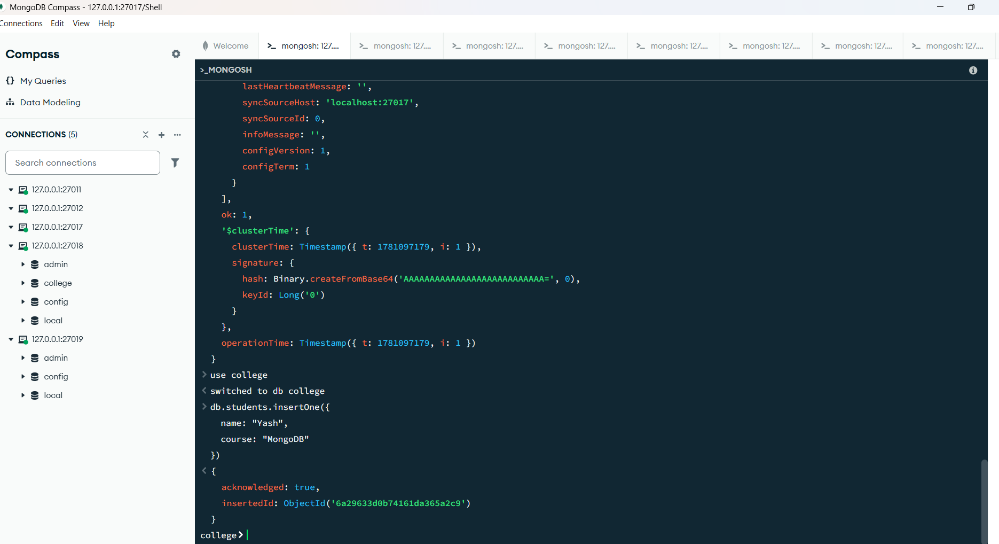 MongoDB Compass - 127.0.0.1:27017/Shell
Connections Edit View Help
Compass
My Queries
Data Modeling
CONNECTIONS (5)
Search connections
127.0.0.1:27011
127.0.0.1:27012
127.0.0.1:27017
127.0.0.1:27018
admin
college
config
local
127.0.0.1:27019
admin
config
local
Welcome
>_ mongosh: 127....
>_ mongosh: 127....
>_ mongosh: 127....
>_ mongosh: 127....
>_ mongosh: 127....
>_ mongosh: 127....
>_ mongosh: 127....
>_ mongosh: 127....
>_MONGOSH
lastHeartbeatMessage: '',
syncSourceHost: 'localhost:27017',
syncSourceId: 0,
infoMessage: '',
configVersion: 1,
configTerm: 1
}
],
ok: 1,
'$clusterTime': {
clusterTime: Timestamp({ t: 1781097179, i: 1 }),
signature: {
hash: Binary.createFromBase64('AAAAAAAAAAAAAAAAAAAAAAAAAAA=', 0),
keyId: Long('0')
}
},
operationTime: Timestamp({ t: 1781097179, i: 1 })
}
> use college
< switched to db college
> db.students.insertOne({
name: "Yash",
course: "MongoDB"
})
< {
acknowledged: true,
insertedId: ObjectId('6a29633d0b74161da365a2c9')
}
college>